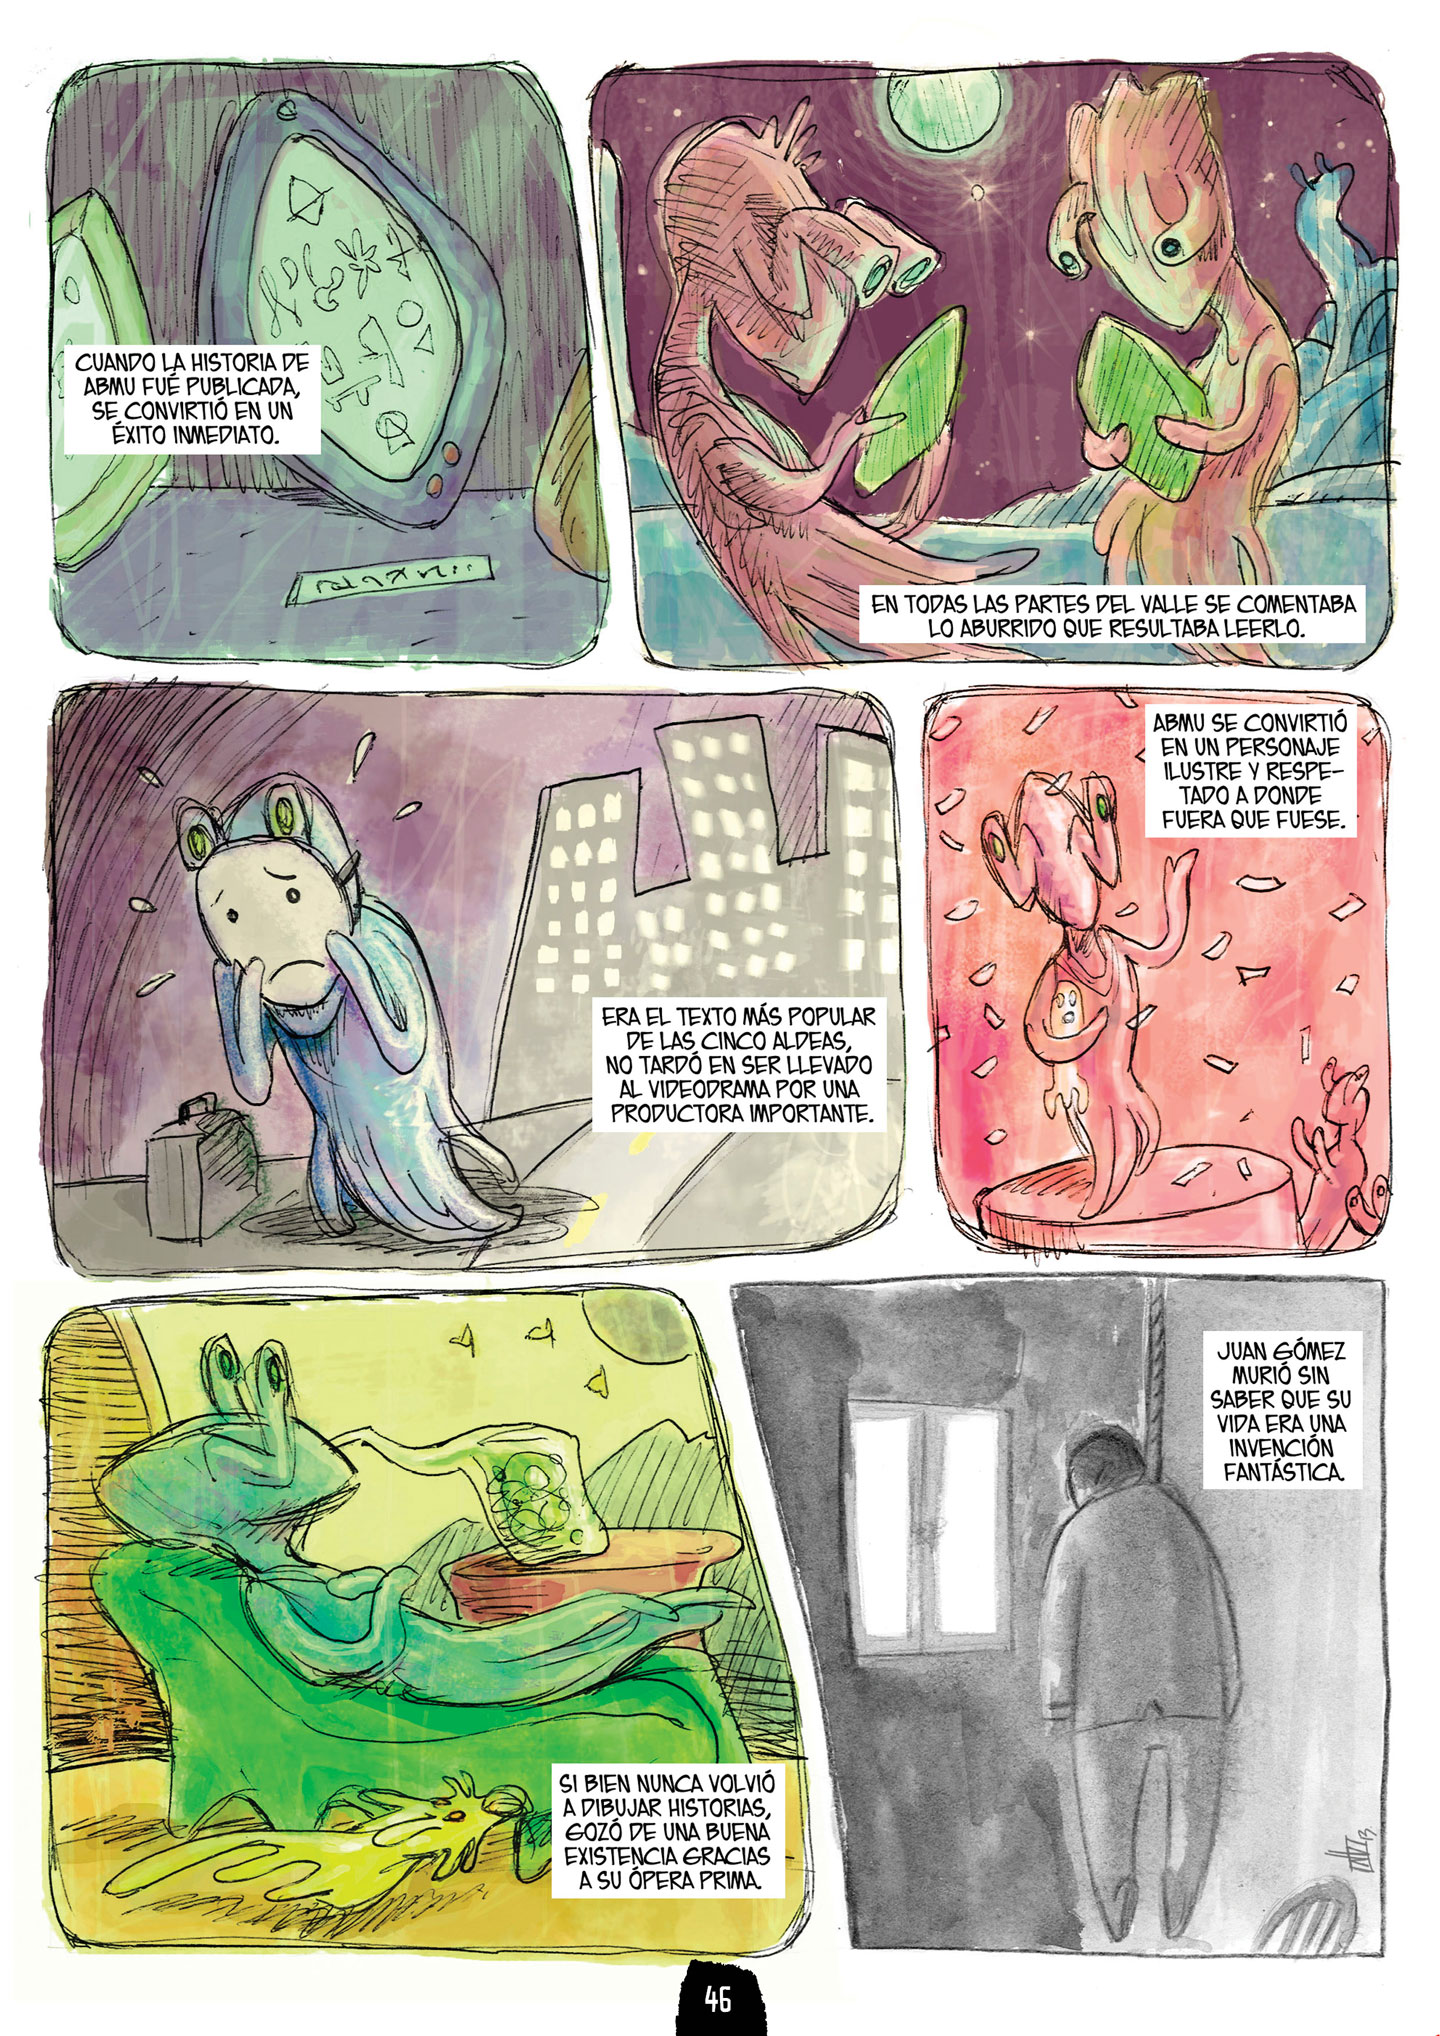 CUANDO LA HISTORIA DE
ABMU FUÉ PUBLICADA,
SE CONVIRTIÓ EN UN
ÉXITO INMEDIATO.
EN TODAS LAS PARTES DEL VALLE SE COMENTABA
LO ABURRIDO QUE RESULTABA LEERLO.
ERA EL TEXTO MÁS POPULAR
DE LAS CINCO ALDEAS,
NO TARDÓ EN SER LLEVADO
AL VIDEODRAMA POR UNA
PRODUCTORA IMPORTANTE.
ABMU SE CONVIRTIÓ
EN UN PERSONAJE
ILUSTRE Y RESPE-
TADO A DONDE
FUERA QUE FUESE.
SI BIEN NUNCA VOLVIÓ
A DIBUJAR HISTORIAS,
GOZÓ DE UNA BUENA
EXISTENCIA GRACIAS
A SU ÓPERA PRIMA.
JUAN GÓMEZ
MURIÓ SIN
SABER QUE SU
VIDA ERA UNA
INVENCIÓN
FANTÁSTICA.
46